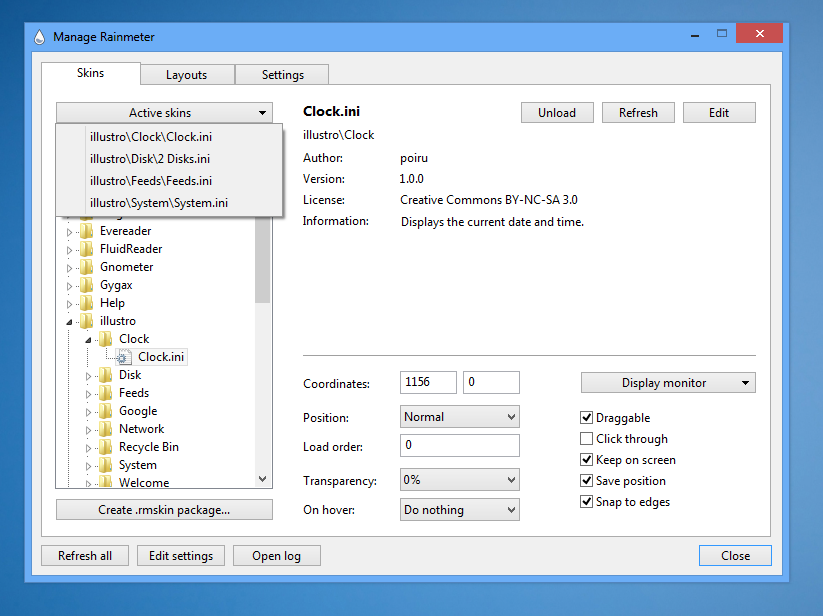 Manage Rainmeter
Skins Layouts Settings
Active skins
illustro\Clock\Clock.ini
illustro\Disk\2 Disks.ini
illustro\Feeds\Feeds.ini
illustro\System\System.ini
Evereader
FluidReader
Gnometer
Gygax
Help
illustro
Clock
Clock.ini
Disk
Feeds
Google
Network
Recycle Bin
System
Welcome
Create .rmskin package...
Clock.ini
Unload Refresh Edit
illustro\Clock
Author: poiru
Version: 1.0.0
License: Creative Commons BY-NC-SA 3.0
Information: Displays the current date and time.
Coordinates: 1156 0
Position: Normal
Load order: 0
Transparency: 0%
On hover: Do nothing
Display monitor
Draggable
Click through
Keep on screen
Save position
Snap to edges
Refresh all Edit settings Open log Close